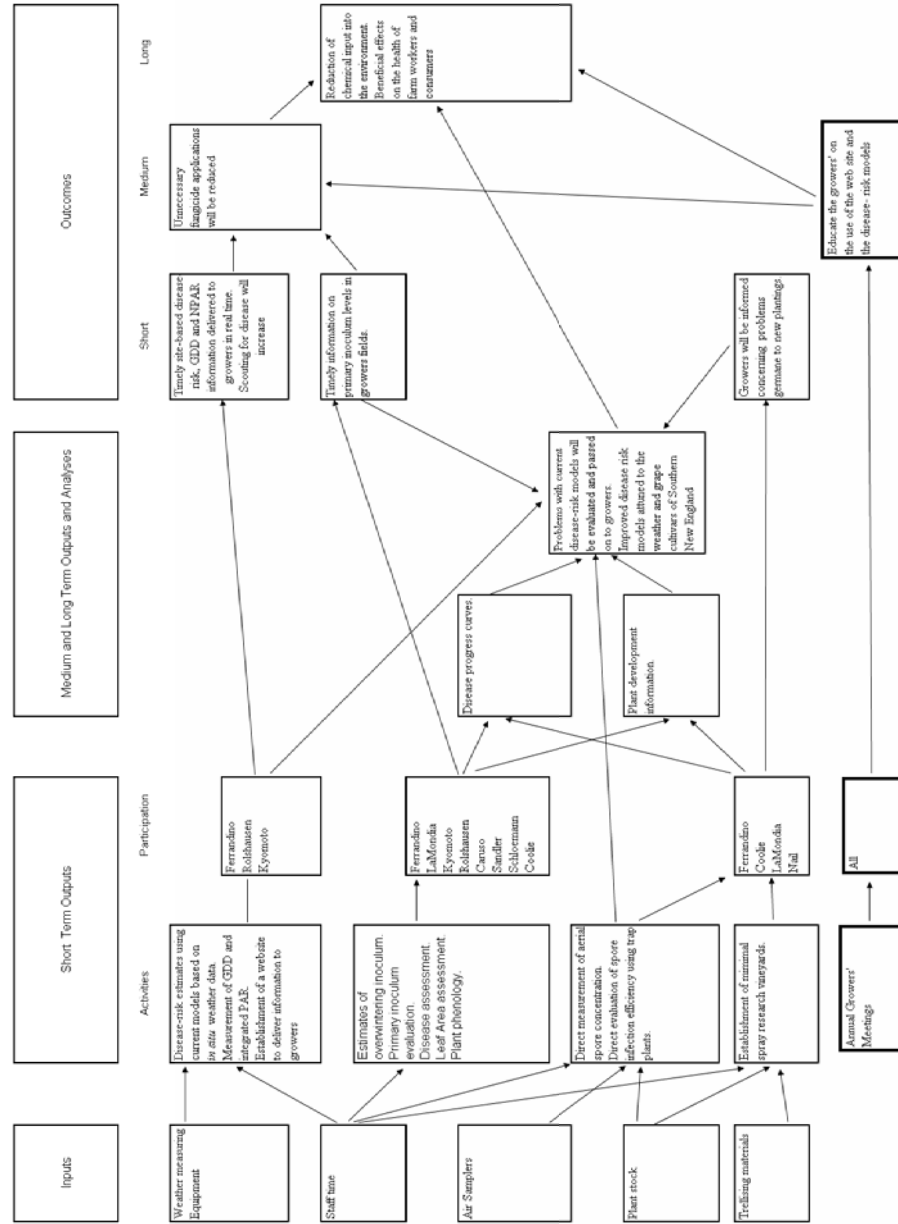 Inputs
Short Term Outputs
Medium and Long Term Outputs and Analyses
Outcomes
Activities
Participation
Short
Medium
Long
Weather measuring
Equipment
Staff time
Air Samplers
Plant stock
Trellising materials
Disease-risk estimates using
current models based on
in situ weather data.
Measurement of GDD and
integrated PAR.
Establishment of a website
to deliver information to
growers
Estimates of
overwintering inoculum.
Primary inoculum
evaluation.
Disease assessment.
Leaf Area assessment.
Plant phenology.
Direct measurement of aerial
spore concentration.
Direct evaluation of spore
infection efficiency using trap
plants.
Establishment of minimal
spray research vineyards.
Annual Growers'
Meetings
Ferrandino
Rolshausen
Kyomoto
Ferrandino
LaMondia
Kyomoto
Rolshausen
Caruso
Sandler
Schloemann
Coolie
Ferrandino
Coolie
LaMondia
Nail
All
Disease progress curves.
Plant development
information.
Problems with current
disease-risk models will
be evaluated and passed
on to growers.
Improved disease risk
models attuned to the
weather and grape
cultivars of Southern
New England
Timely site-based disease
risk, GDD and NPAR
information delivered to
growers in real time.
Scouting for disease will
increase
Timely information on
primary inoculum levels in
growers fields.
Growers will be informed
concerning problems
germane to new plantings.
Unnecessary
fungicide applications
will be reduced
Educate the growers' on
the use of the web site and
the disease- risk models
Reduction of
chemical input into
the environment.
Beneficial effects
on the health of
farm workers and
consumers